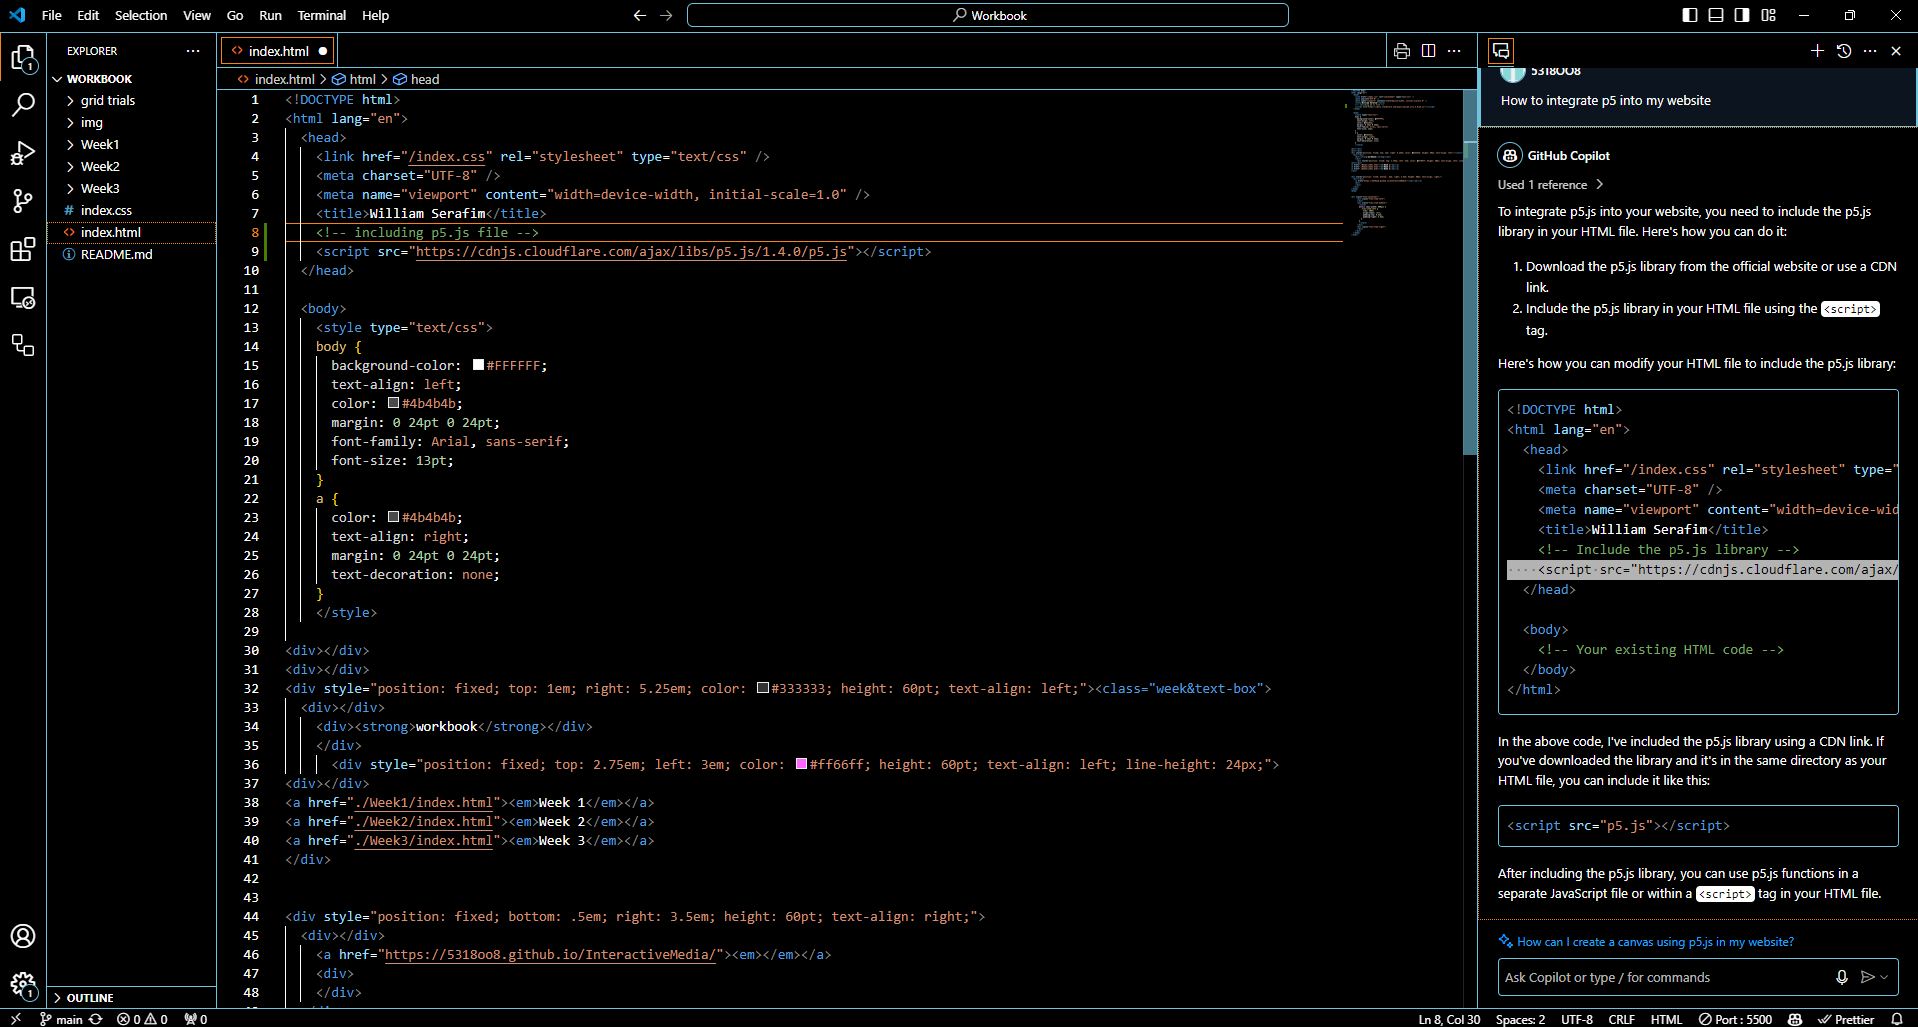 File Edit Selection View Go Run Terminal Help
Workbook
EXPLORER
WORKBOOK
grid trials
img
Week1
Week2
Week3
# index.css
<> index.html
README.md
OUTLINE
1
1
<> index.html
<> index.html > html > head
1 <!DOCTYPE html>
2 <html lang="en">
3 <head>
4 <link href="/index.css" rel="stylesheet" type="text/css" />
5 <meta charset="UTF-8" />
6 <meta name="viewport" content="width=device-width, initial-scale=1.0" />
7 <title>William Serafim</title>
8 <!-- including p5.js file -->
9 <script src="https://cdnjs.cloudflare.com/ajax/libs/p5.js/1.4.0/p5.js"></script>
10 </head>
11
12 <body>
13 <style type="text/css">
14 body {
15 background-color: #FFFFFF;
16 text-align: left;
17 color: #4b4b4b;
18 margin: 0 24pt 0 24pt;
19 font-family: Arial, sans-serif;
20 font-size: 13pt;
21 }
22 a {
23 color: #4b4b4b;
24 text-align: right;
25 margin: 0 24pt 0 24pt;
26 text-decoration: none;
27 }
28 </style>
29
30 <div></div>
31 <div></div>
32 <div style="position: fixed; top: 1em; right: 5.25em; color: #333333; height: 60pt; text-align: left;"><class="week&text-box">
33 <div></div>
34 <div><strong>workbook</strong></div>
35 </div>
36 <div style="position: fixed; top: 2.75em; left: 3em; color: #ff66ff; height: 60pt; text-align: left; line-height: 24px;">
37 <div></div>
38 <a href="./Week1/index.html"><em>Week 1</em></a>
39 <a href="./Week2/index.html"><em>Week 2</em></a>
40 <a href="./Week3/index.html"><em>Week 3</em></a>
41 </div>
42
43
44 <div style="position: fixed; bottom: .5em; right: 3.5em; height: 60pt; text-align: right;">
45 <div></div>
46 <a href="https://5318oo8.github.io/InteractiveMedia/"><em></em></a>
47 <div>
48 </div>
5318OO8
How to integrate p5 into my website
GitHub Copilot
Used 1 reference >
To integrate p5.js into your website, you need to include the p5.js
library in your HTML file. Here's how you can do it:
1. Download the p5.js library from the official website or use a CDN
link.
2. Include the p5.js library in your HTML file using the <script>
tag.
Here's how you can modify your HTML file to include the p5.js library:
<!DOCTYPE html>
<html lang="en">
<head>
<link href="/index.css" rel="stylesheet" type="
<meta charset="UTF-8" />
<meta name="viewport" content="width=device-wid
<title>William Serafim</title>
<!-- Include the p5.js library -->
<script src="https://cdnjs.cloudflare.com/ajax/
</head>
<body>
<!-- Your existing HTML code -->
</body>
</html>
In the above code, I've included the p5.js library using a CDN link. If
you've downloaded the library and it's in the same directory as your
HTML file, you can include it like this:
<script src="p5.js"></script>
After including the p5.js library, you can use p5.js functions in a
separate JavaScript file or within a <script> tag in your HTML file.
How can I create a canvas using p5.js in my website?
Ask Copilot or type / for commands
main 0 0 0
Ln 8, Col 30 Spaces: 2 UTF-8 CRLF HTML Port : 5500 Prettier